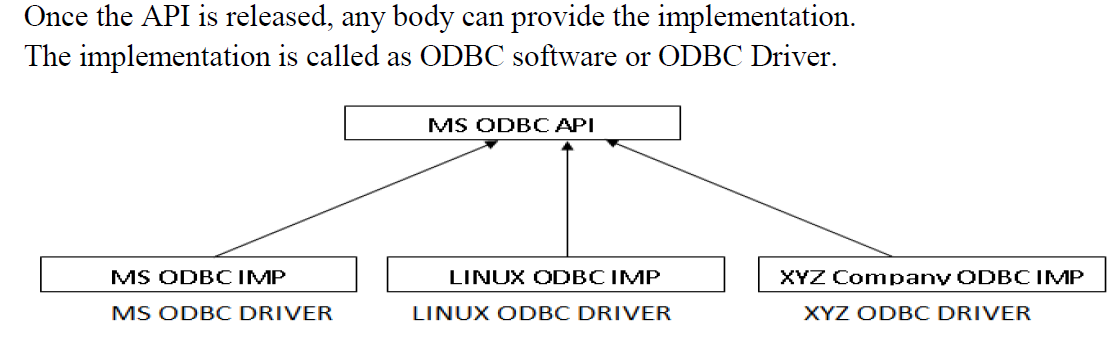 Once the API is released, any body can provide the implementation.
The implementation is called as ODBC software or ODBC Driver.
MS ODBC API
MS ODBC IMP
LINUX ODBC IMP
XYZ Company ODBC IMP
MS ODBC DRIVER
LINUX ODBC DRIVER
XYZ ODBC DRIVER